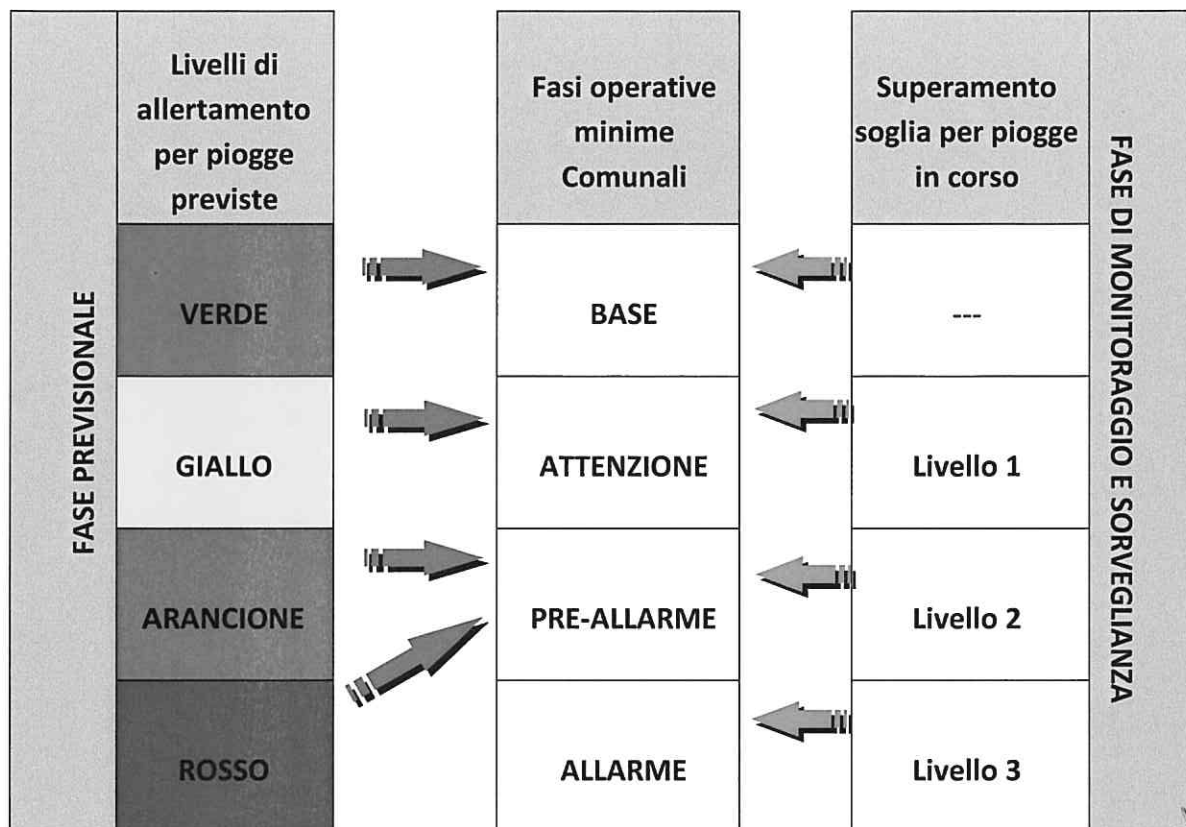 FASE PREVISIONALE
Livelli di
allertamento
per piogge
previste
Fasi operative
minime
Comunali
Superamento
soglia per piogge
in corso
FASE DI MONITORAGGIO E SORVEGLIANZA
VERDE
BASE
---
GIALLO
ATTENZIONE
Livello 1
ARANCIONE
PRE-ALLARME
Livello 2
ROSSO
ALLARME
Livello 3